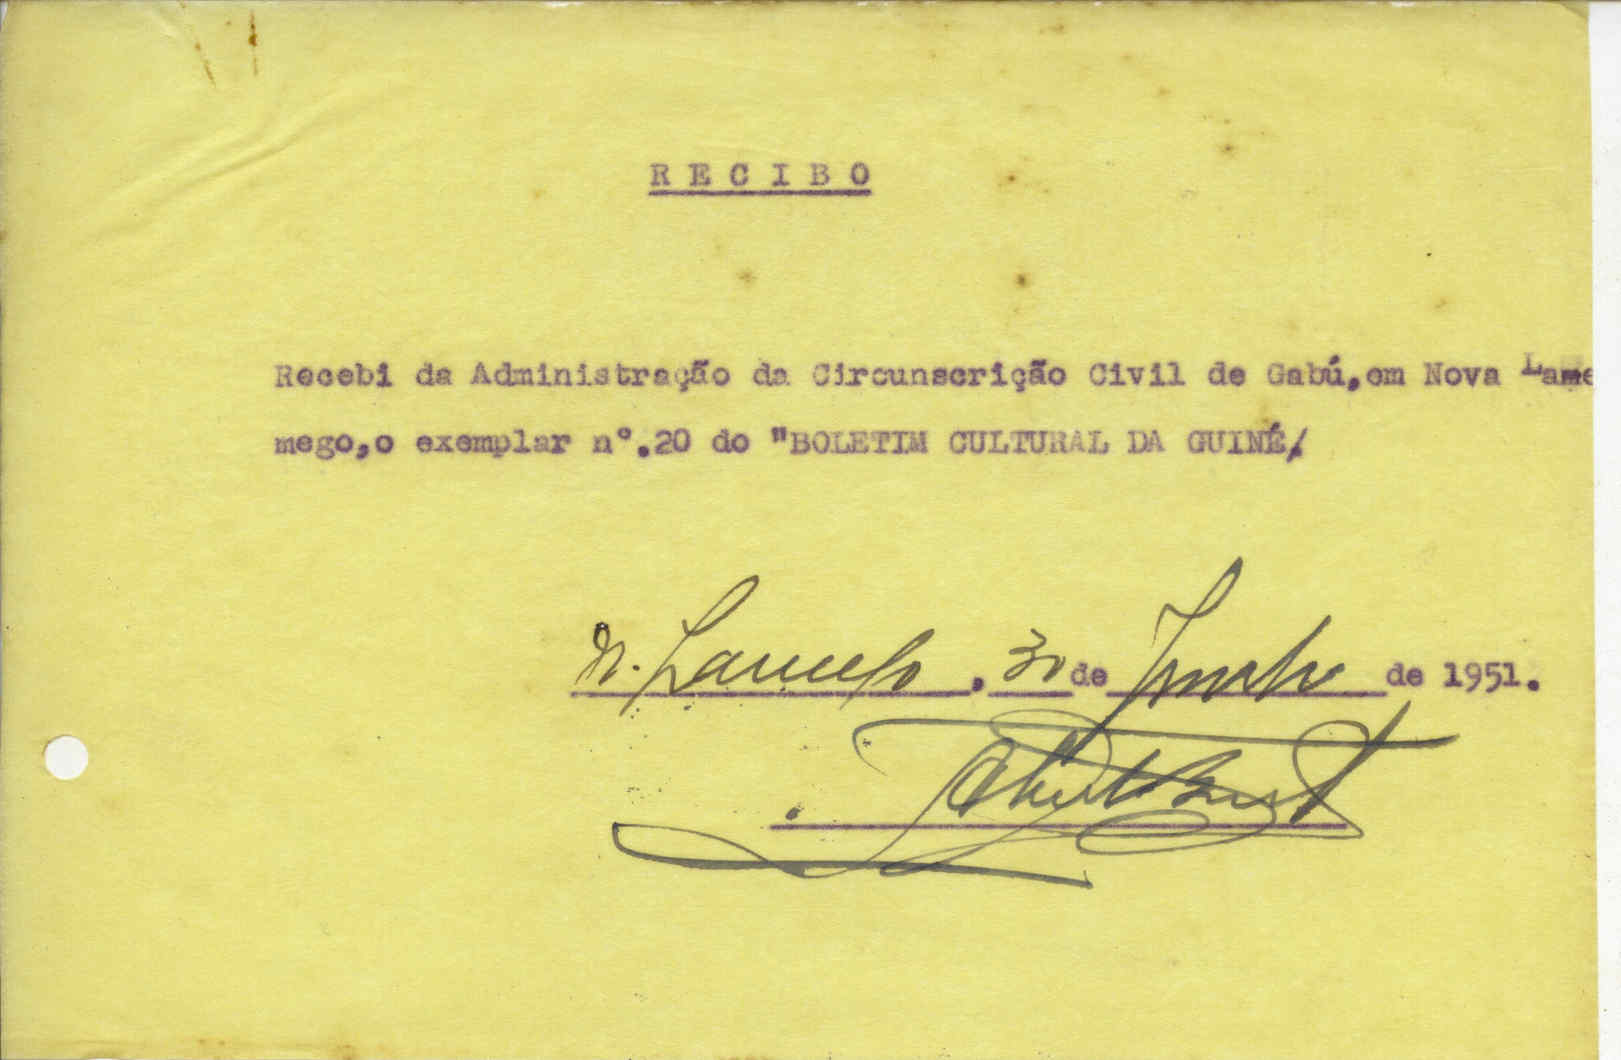 RECIBO
Recebi da Administração da Circunscrição Civil de Gabú,em Nova Lame
mego,o exemplar nº.20 do "BOLETIM CULTURAL DA GUINÉ/
N. Lamego, 30 de Junho de 1951.